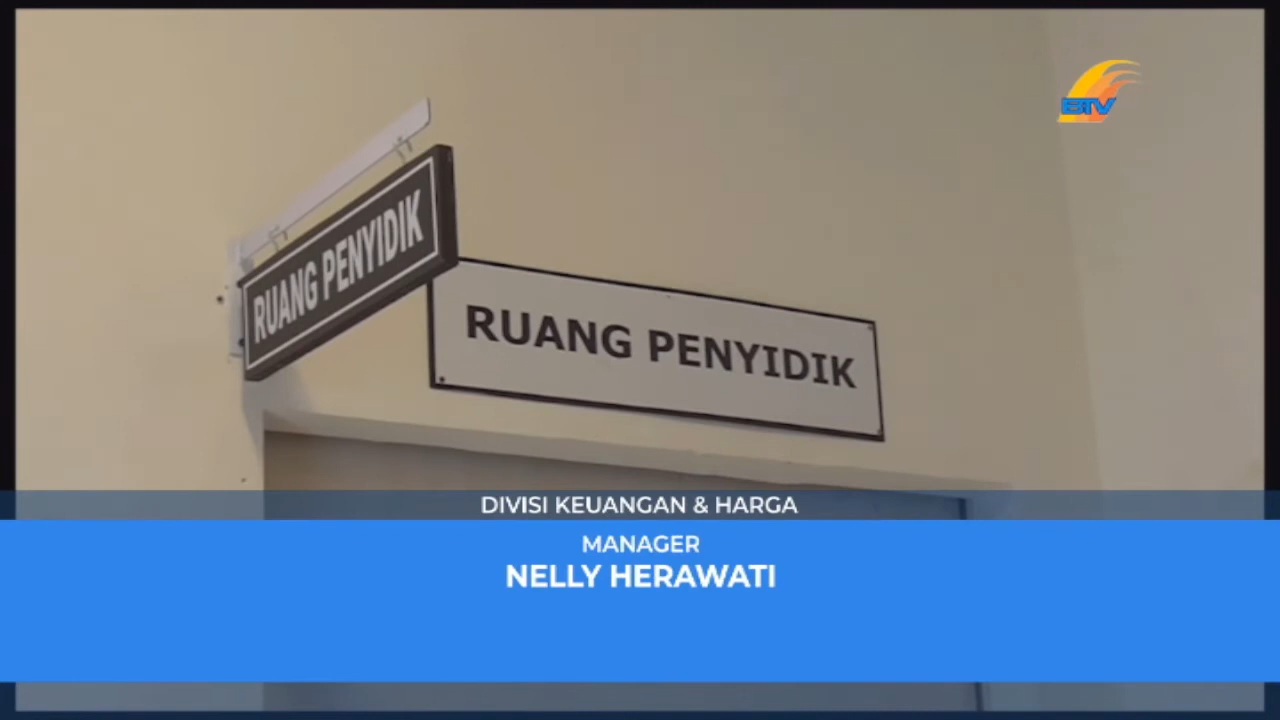 BTV
RUANG PENYIDIK
RUANG PENYIDIK
DIVISI KEUANGAN & HARGA
MANAGER
NELLY HERAWATI